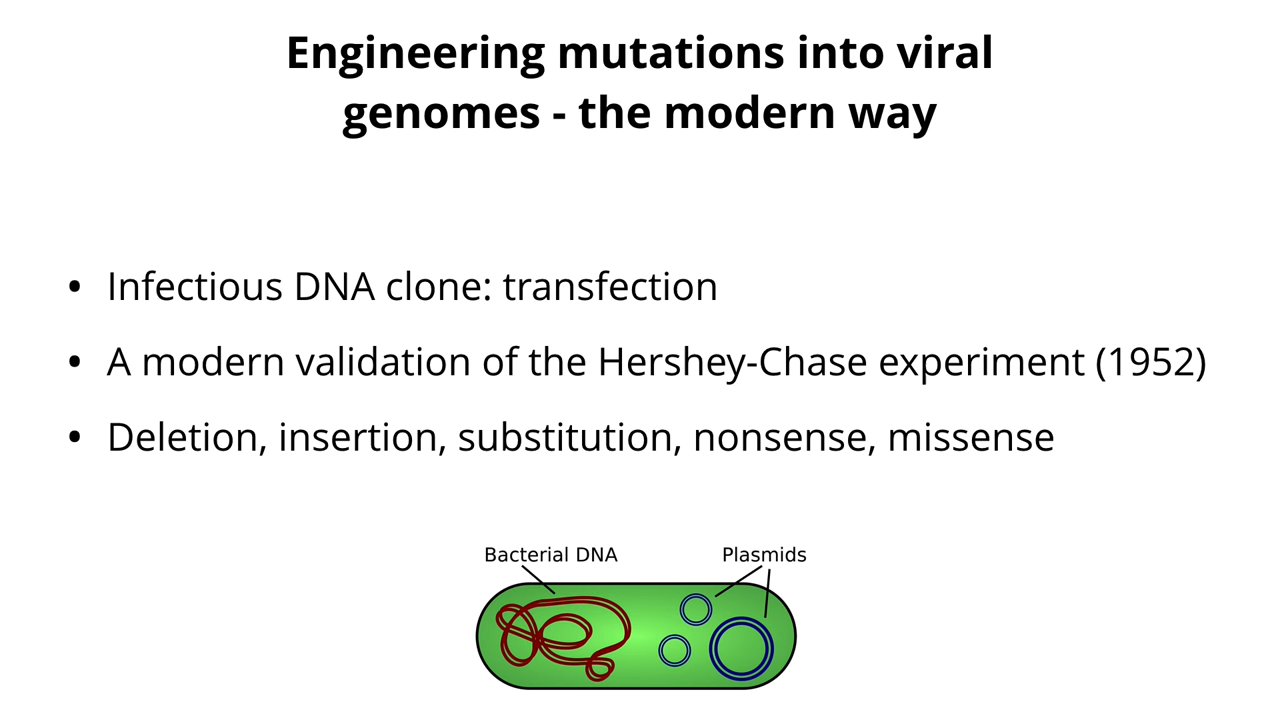 Engineering mutations into viral
genomes - the modern way
• Infectious DNA clone: transfection
• A modern validation of the Hershey-Chase experiment (1952)
• Deletion, insertion, substitution, nonsense, missense
Bacterial DNA
Plasmids